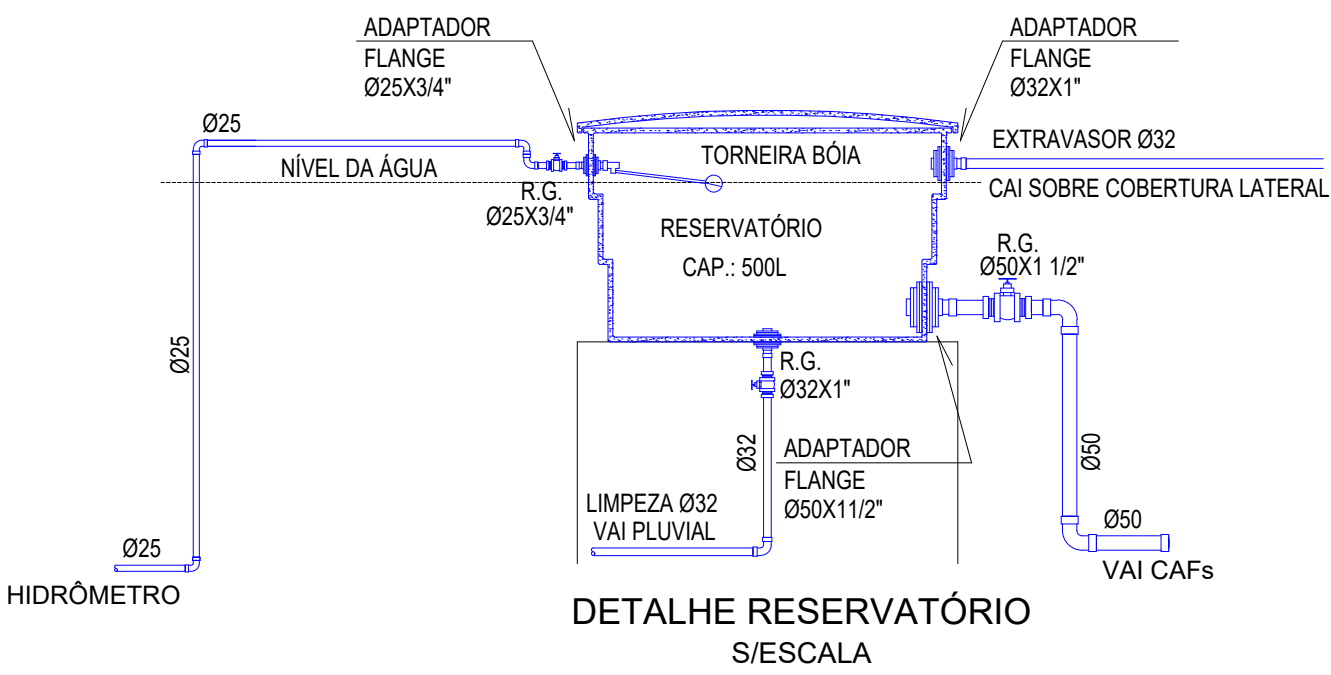 ADAPTADOR
FLANGE
Ø25X3/4"
ADAPTADOR
FLANGE
Ø32X1"
Ø25
NÍVEL DA ÁGUA
TORNEIRA BÓIA
EXTRAVASOR Ø32
CAI SOBRE COBERTURA LATERAL
R.G.
Ø25X3/4"
RESERVATÓRIO
CAP.: 500L
R.G.
Ø50X1 1/2"
Ø25
R.G.
Ø32X1"
Ø32
ADAPTADOR
FLANGE
Ø50X11/2"
Ø50
LIMPEZA Ø32
VAI PLUVIAL
Ø50
VAI CAFs
Ø25
HIDRÔMETRO
DETALHE RESERVATÓRIO
S/ESCALA